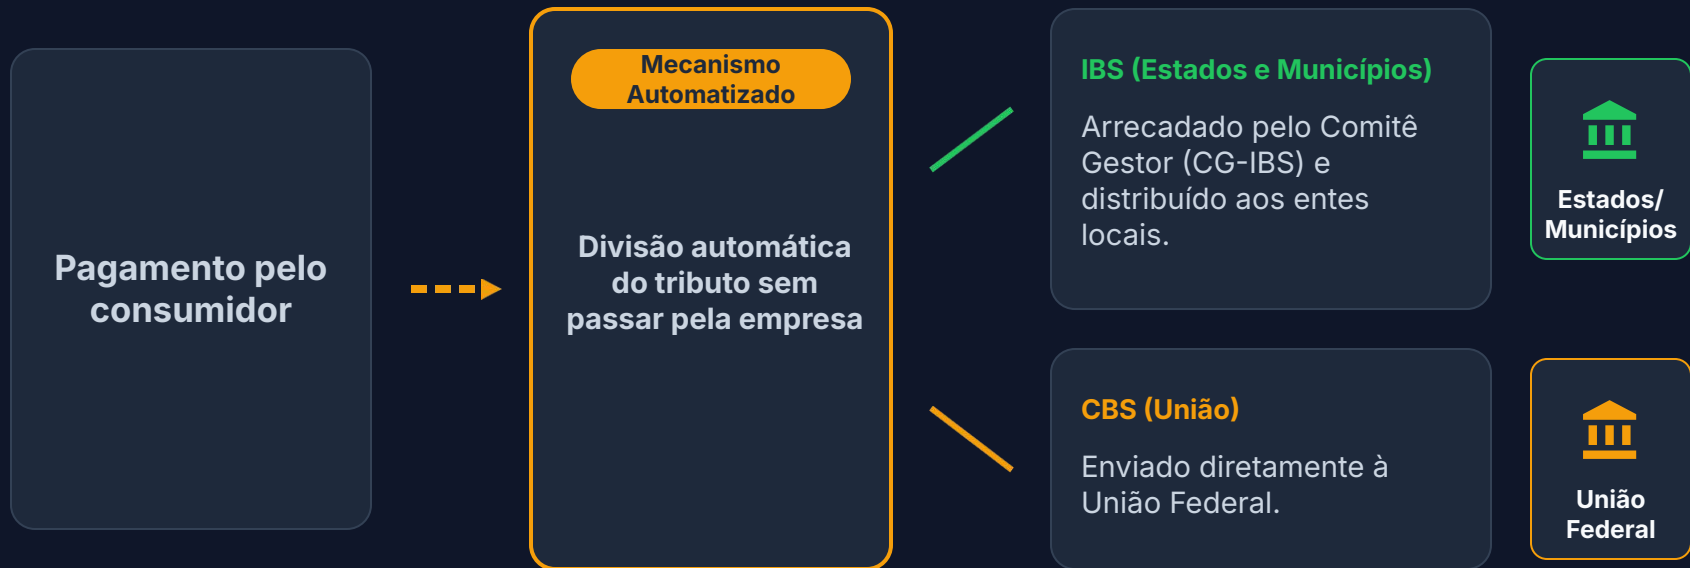 Pagamento pelo
consumidor
Mecanismo
Automatizado
Divisão automática
do tributo sem
passar pela empresa
IBS (Estados e Municípios)
Arrecadado pelo Comitê
Gestor (CG-IBS) e
distribuído aos entes
locais.
Estados/
Municípios
CBS (União)
Enviado diretamente à
União Federal.
União
Federal